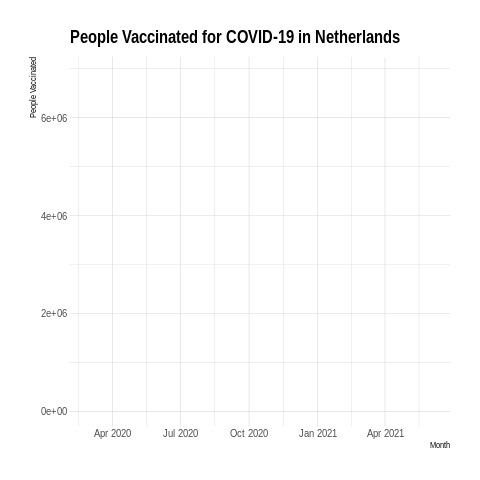 People Vaccinated for COVID-19 in Netherlands
People Vaccinated
6e+06
4e+06
2e+06
0e+00
Apr 2020 Jul 2020 Oct 2020 Jan 2021 Apr 2021
Month